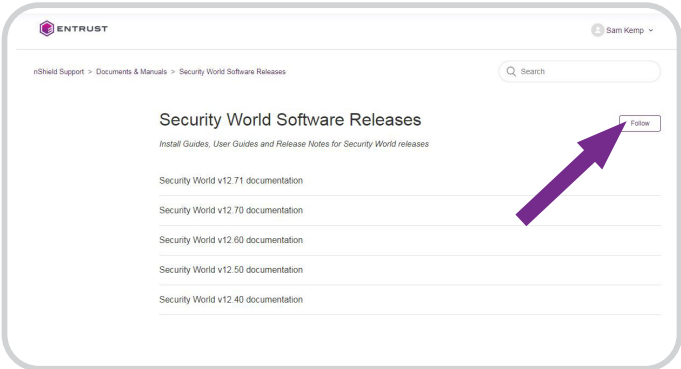 ENTRUST
Sam Kemp
nShield Support > Documents & Manuals > Security World Software Releases
Search
Security World Software Releases
Follow
Install Guides, User Guides and Release Notes for Security World releases
Security World v12.71 documentation
Security World v12.70 documentation
Security World v12.60 documentation
Security World v12.50 documentation
Security World v12.40 documentation